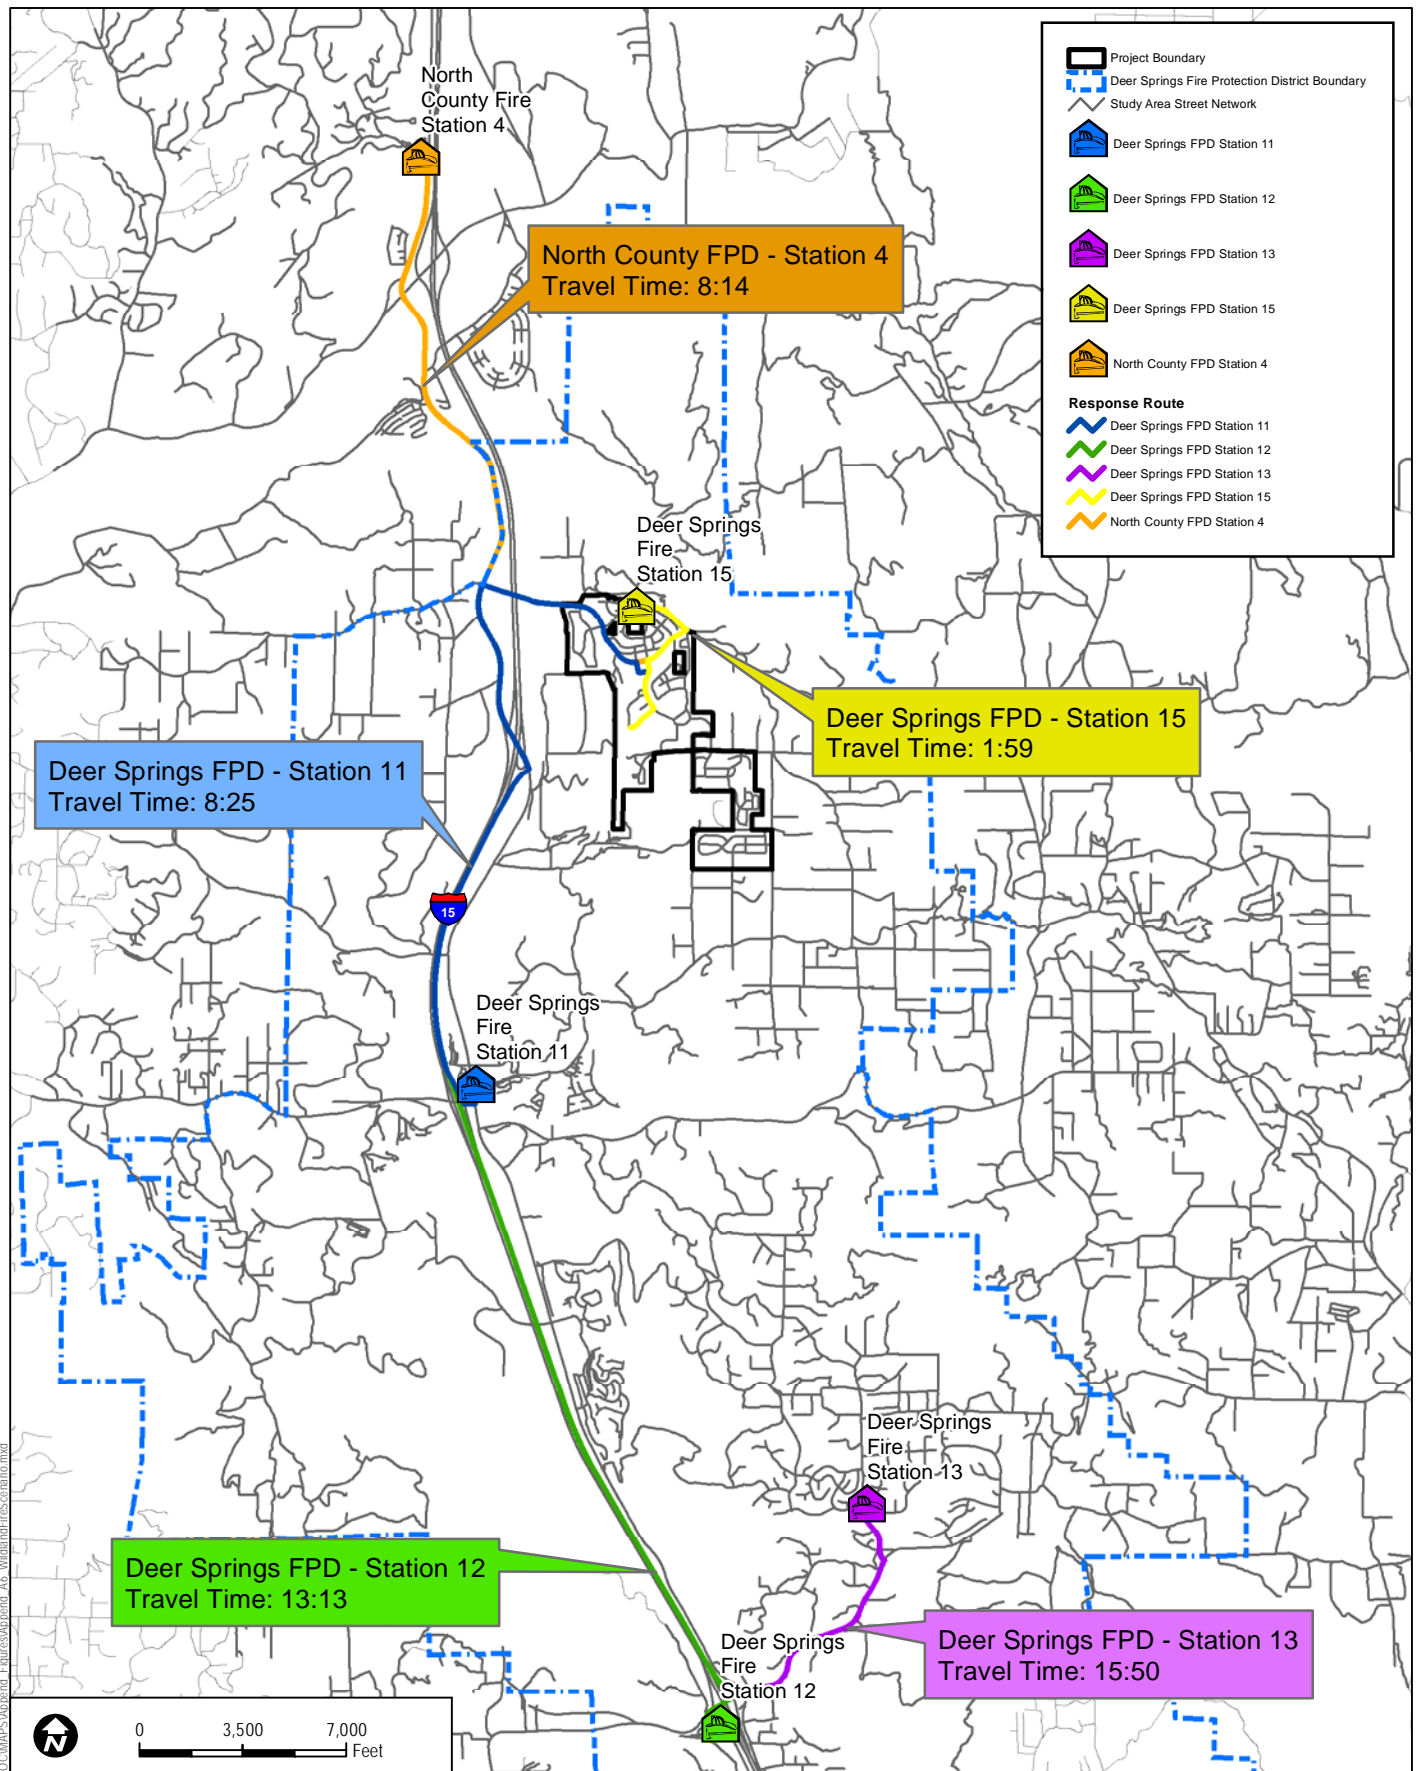 North
County Fire
Station 4
Project Boundary
Deer Springs Fire Protection District Boundary
Study Area Street Network
Deer Springs FPD Station 11
Deer Springs FPD Station 12
Deer Springs FPD Station 13
Deer Springs FPD Station 15
North County FPD Station 4
Response Route
Deer Springs FPD Station 11
Deer Springs FPD Station 12
Deer Springs FPD Station 13
Deer Springs FPD Station 15
North County FPD Station 4
North County FPD - Station 4
Travel Time: 8:14
Deer Springs
Fire
Station 15
Deer Springs FPD - Station 15
Travel Time: 1:59
Deer Springs FPD - Station 11
Travel Time: 8:25
15
Deer Springs
Fire
Station 11
Deer Springs
Fire
Station 13
Deer Springs FPD - Station 12
Travel Time: 13:13
Deer Springs FPD - Station 13
Travel Time: 15:50
Deer Springs
Fire
Station 12
N
0 3,500 7,000
Feet